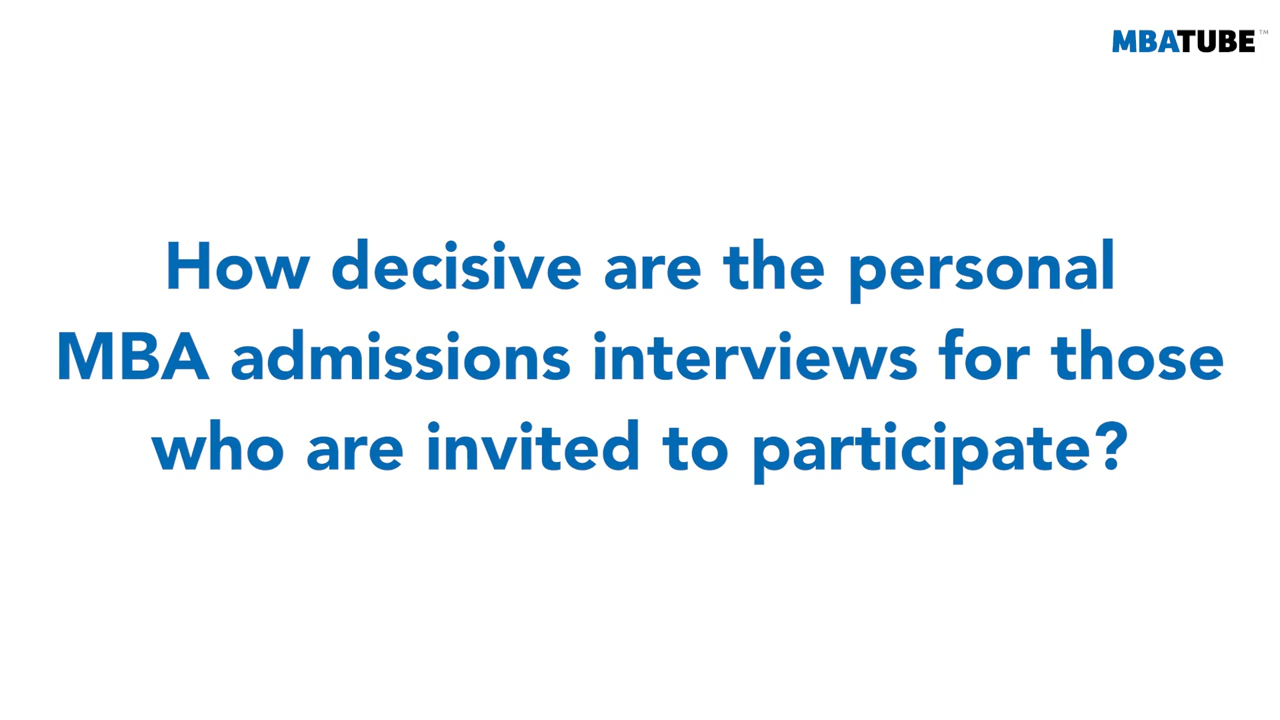 MBATUBE™
How decisive are the personal
MBA admissions interviews for those
who are invited to participate?